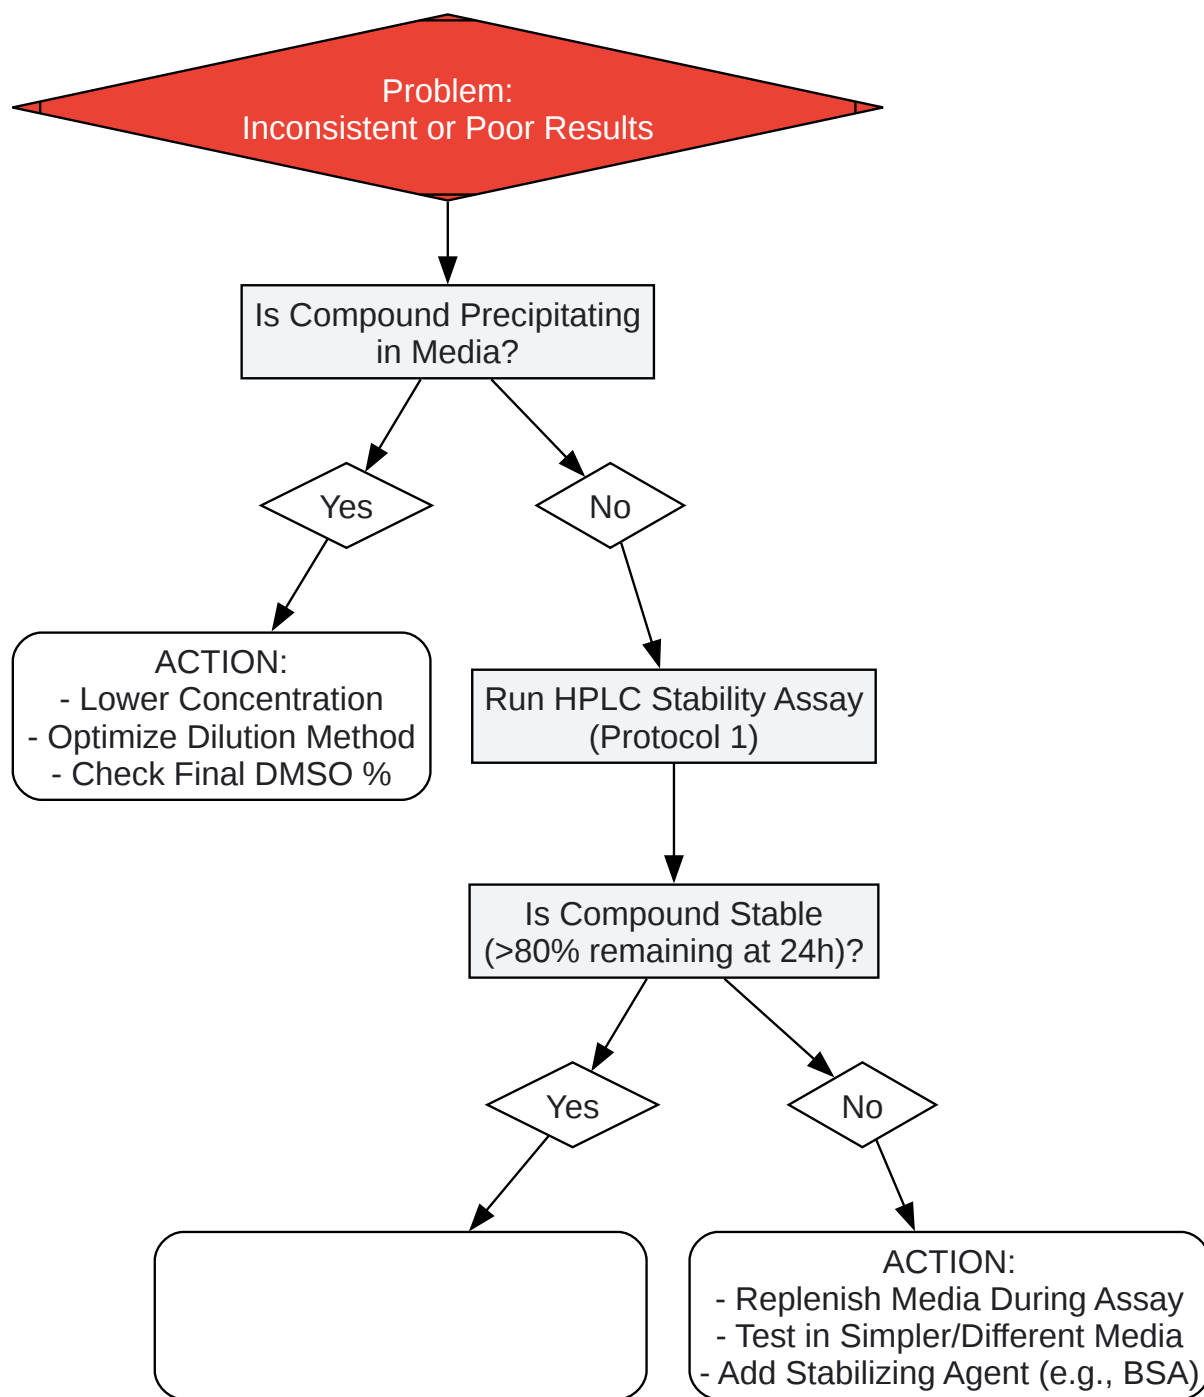 Problem:
Inconsistent or Poor Results
Is Compound Precipitating
in Media?
Yes
No
ACTION:
- Lower Concentration
- Optimize Dilution Method
- Check Final DMSO %
Run HPLC Stability Assay
(Protocol 1)
Is Compound Stable
(>80% remaining at 24h)?
Yes
No
ACTION:
- Replenish Media During Assay
- Test in Simpler/Different Media
- Add Stabilizing Agent (e.g., BSA)